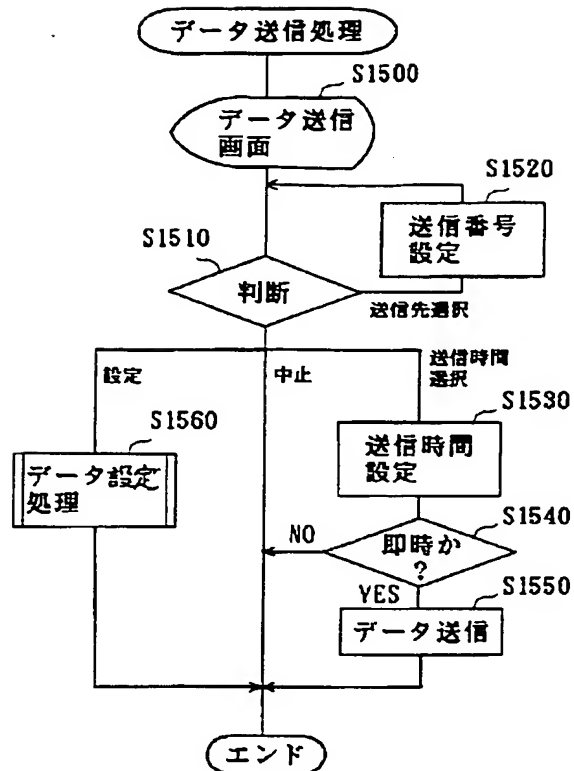 データ送信処理
S1500
データ送信
画面
S1520
送信番号
設定
S1510
判断
送信先選択
設定
中止
送信時間
選択
S1560
データ設定
処理
S1530
送信時間
設定
S1540
即時か
?
NO
YES
S1550
データ送信
エンド